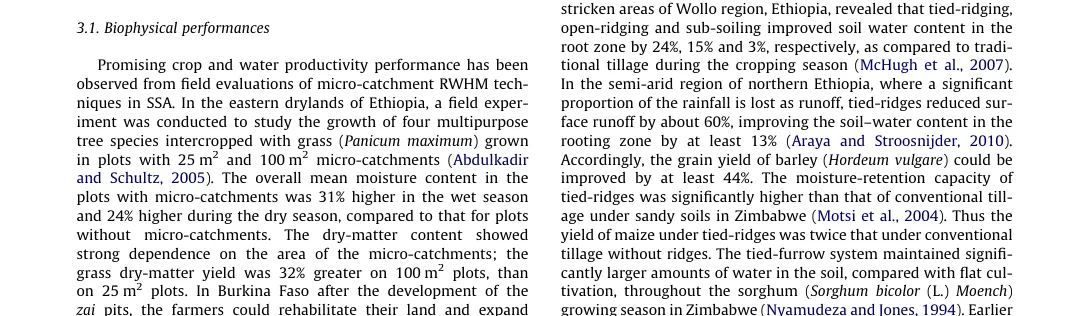 3.1. Biophysical performances
Promising crop and water productivity performance has been
observed from field evaluations of micro-catchment RWHM tech-
niques in SSA. In the eastern drylands of Ethiopia, a field exper-
iment was conducted to study the growth of four multipurpose
tree species intercropped with grass (Panicum maximum) grown
in plots with 25 m² and 100 m² micro-catchments (Abdulkadir
and Schultz, 2005). The overall mean moisture content in the
plots with micro-catchments was 31% higher in the wet season
and 24% higher during the dry season, compared to that for plots
without micro-catchments. The dry-matter content showed
strong dependence on the area of the micro-catchments; the
grass dry-matter yield was 32% greater on 100 m² plots, than
on 25 m² plots. In Burkina Faso after the development of the
zai pits, the farmers could rehabilitate their land and expand
stricken areas of Wollo region, Ethiopia, revealed that tied-ridging,
open-ridging and sub-soiling improved soil water content in the
root zone by 24%, 15% and 3%, respectively, as compared to tradi-
tional tillage during the cropping season (McHugh et al., 2007).
In the semi-arid region of northern Ethiopia, where a significant
proportion of the rainfall is lost as runoff, tied-ridges reduced sur-
face runoff by about 60%, improving the soil–water content in the
rooting zone by at least 13% (Araya and Stroosnijder, 2010).
Accordingly, the grain yield of barley (Hordeum vulgare) could be
improved by at least 44%. The moisture-retention capacity of
tied-ridges was significantly higher than that of conventional till-
age under sandy soils in Zimbabwe (Motsi et al., 2004). Thus the
yield of maize under tied-ridges was twice that under conventional
tillage without ridges. The tied-furrow system maintained signifi-
cantly larger amounts of water in the soil, compared with flat cul-
tivation, throughout the sorghum (Sorghum bicolor (L.) Moench)
growing season in Zimbabwe (Nyamudeza and Jones, 1994). Earlier